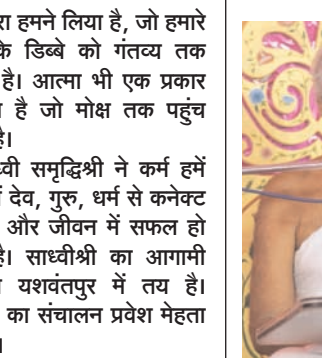 हमने लिया है, जो हमारे
के डिब्बे को गंतव्य तक
है। आत्मा भी एक प्रकार
है जो मोक्ष तक पहुंच
है।
समृद्धिश्री ने कर्म हमें
देव, गुरु, धर्म से कनेक्ट
और जीवन में सफल हो
है। साध्वीश्री का आगामी
यशवंतपुर में तय है।
का संचालन प्रवेश मेहता